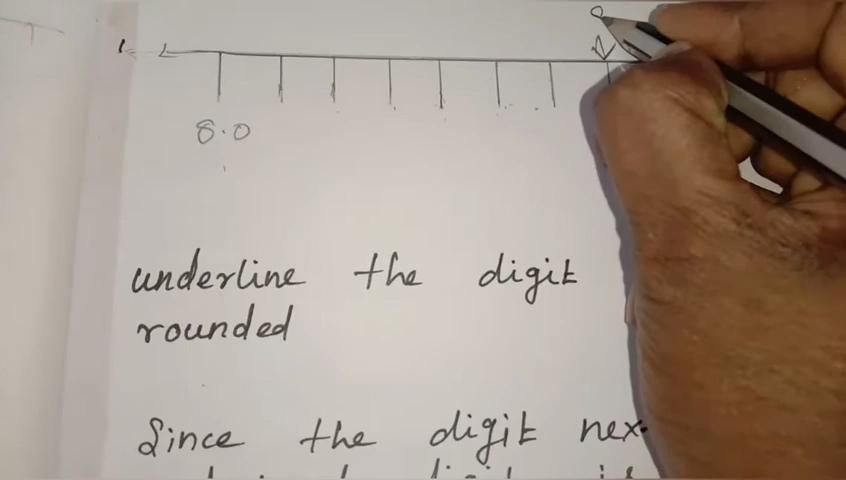 8.0
underline the digit
rounded
Since the digit nex